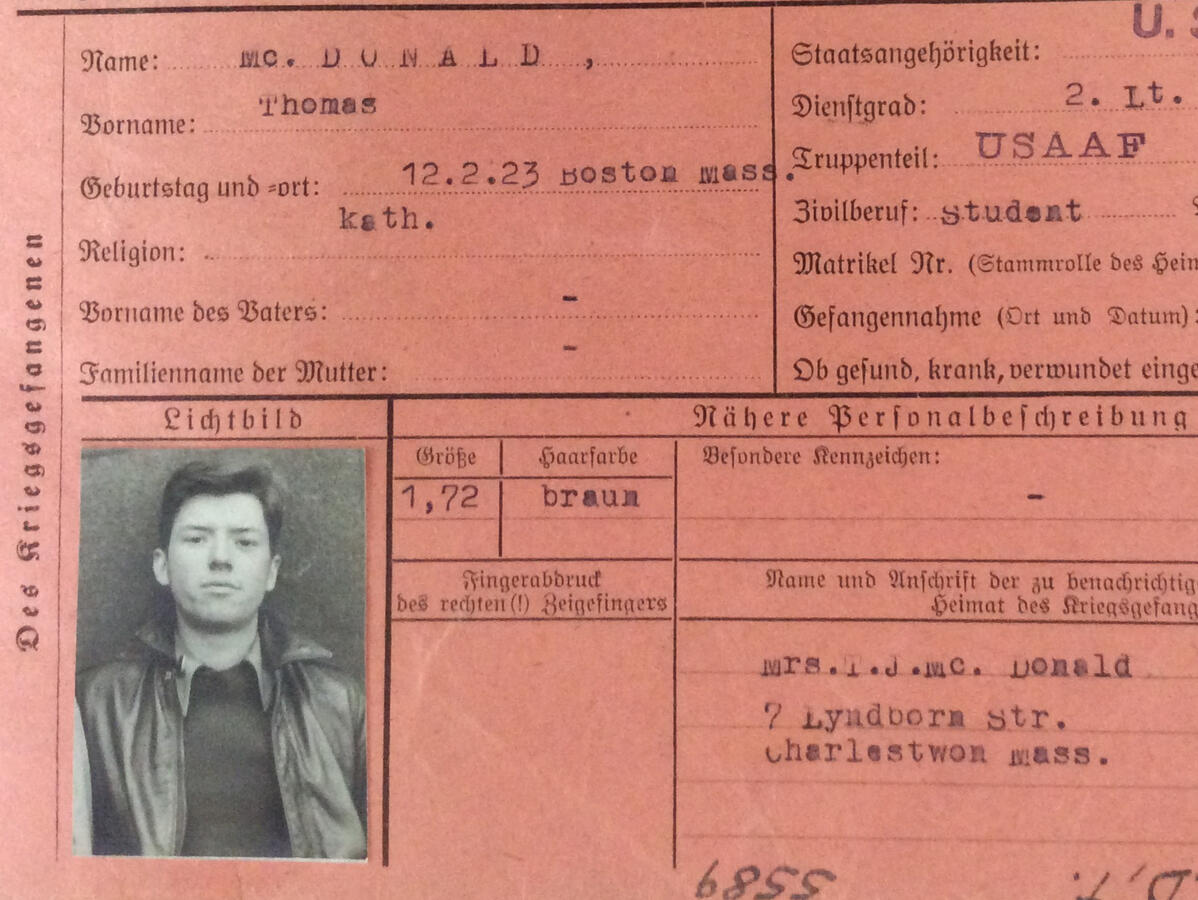 Des Kriegsgefangenen
Name: Mc. DONALD,
Vorname: Thomas
Geburtstag und =ort: 12.2.23 Boston Mass.
Religion: kath.
Vorname des Vaters: -
Familienname der Mutter: -
Staatsangehörigkeit: U.
Dienstgrad: 2. Lt.
Truppenteil: USAAF
Zivilberuf: Student
Matrikel Nr. (Stammrolle des
Gefangennahme (Ort und Datum):
Ob gesund, krank, verwundet
Lichtbild
Nähere Personalbeschreibung
Größe
Haarfarbe
Besondere Kennzeichen:
1,72
braun
-
Fingerabdruck
des rechten (!) Zeigefingers
Name und Anschrift der zu
Heimat des
Mrs.T.J.Mc. Donald
7 Lyndborn Str.
Charlestwon Mass.